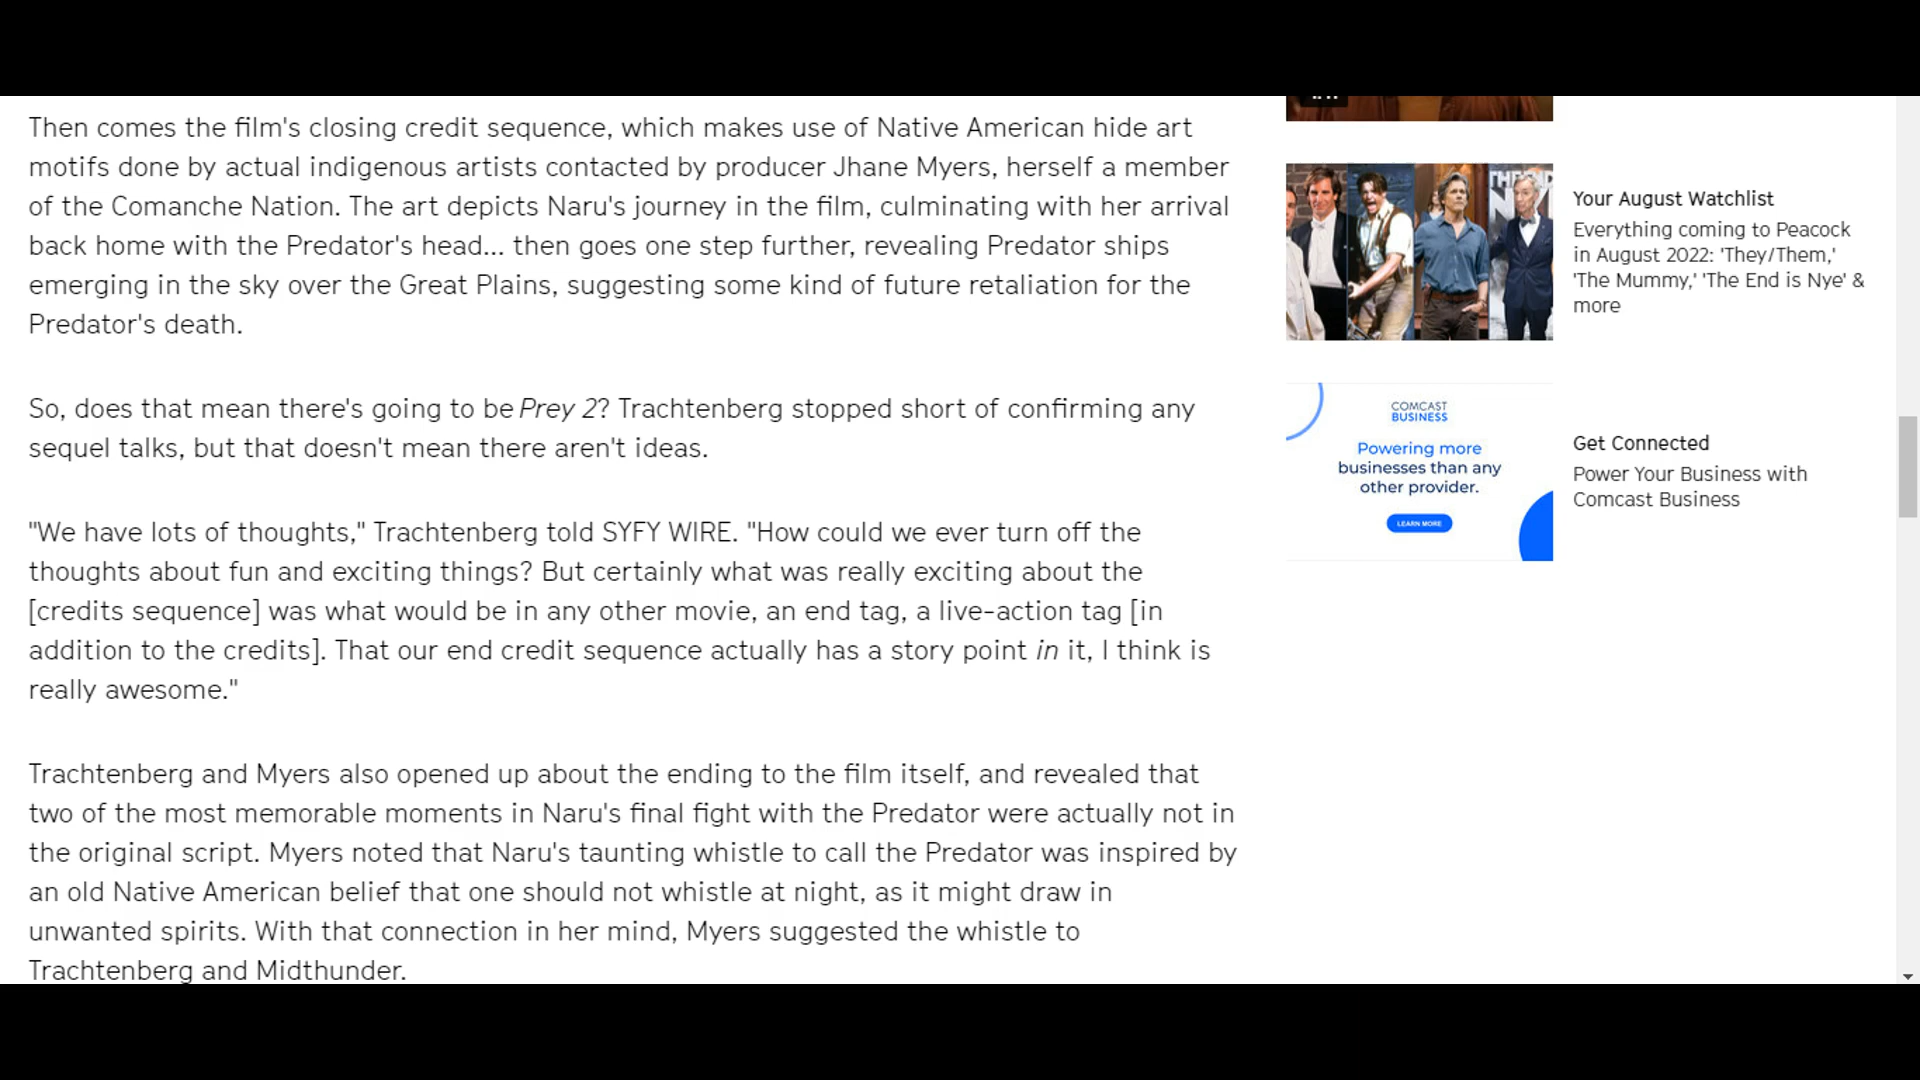 Then comes the film's closing credit sequence, which makes use of Native American hide art
motifs done by actual indigenous artists contacted by producer Jhane Myers, herself a member
of the Comanche Nation. The art depicts Naru's journey in the film, culminating with her arrival
back home with the Predator's head... then goes one step further, revealing Predator ships
emerging in the sky over the Great Plains, suggesting some kind of future retaliation for the
Predator's death.
So, does that mean there's going to be Prey 2? Trachtenberg stopped short of confirming any
sequel talks, but that doesn't mean there aren't ideas.
"We have lots of thoughts," Trachtenberg told SYFY WIRE. "How could we ever turn off the
thoughts about fun and exciting things? But certainly what was really exciting about the
[credits sequence] was what would be in any other movie, an end tag, a live-action tag [in
addition to the credits]. That our end credit sequence actually has a story point in it, I think is
really awesome."
Trachtenberg and Myers also opened up about the ending to the film itself, and revealed that
two of the most memorable moments in Naru's final fight with the Predator were actually not in
the original script. Myers noted that Naru's taunting whistle to call the Predator was inspired by
an old Native American belief that one should not whistle at night, as it might draw in
unwanted spirits. With that connection in her mind, Myers suggested the whistle to
Trachtenberg and Midthunder.
Your August Watchlist
Everything coming to Peacock
in August 2022: 'They/Them,'
'The Mummy,' 'The End is Nye' &
more
COMCAST
BUSINESS
Powering more
businesses than any
other provider.
LEARN MORE
Get Connected
Power Your Business with
Comcast Business